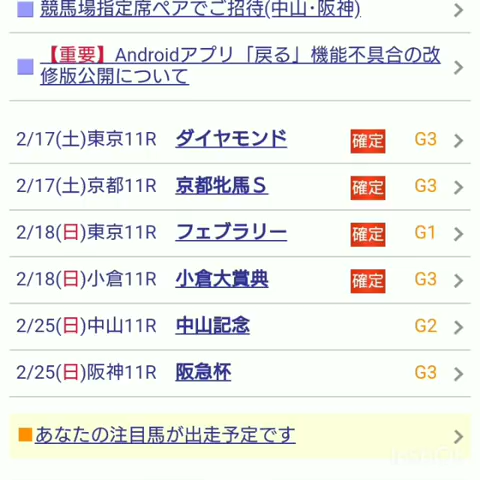 競馬場指定席ペアでご招待(中山･阪神)
【重要】Androidアプリ「戻る」機能不具合の改
修版公開について
2/17(土)東京11R ダイヤモンド 確定 G3
2/17(土)京都11R 京都牝馬S 確定 G3
2/18(日)東京11R フェブラリー 確定 G1
2/18(日)小倉11R 小倉大賞典 確定 G3
2/25(日)中山11R 中山記念 G2
2/25(日)阪神11R 阪急杯 G3
あなたの注目馬が出走予定です